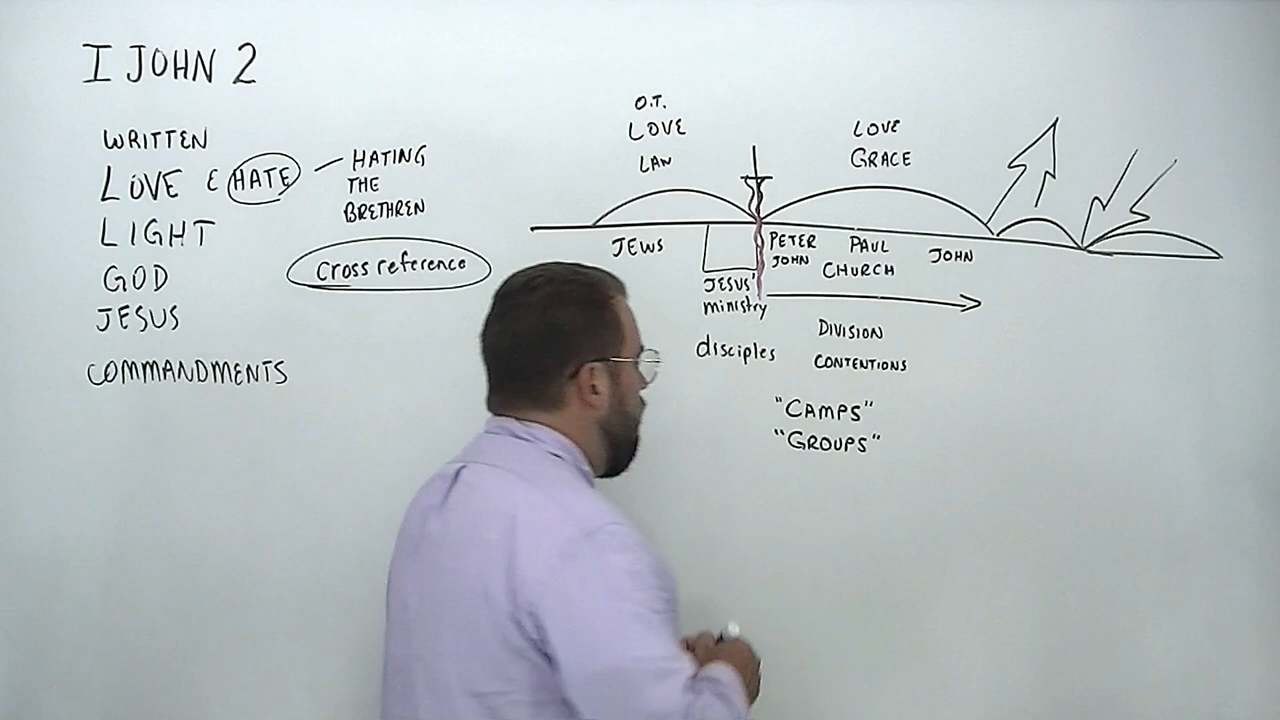 I JOHN 2
WRITTEN
LOVE & HATE
LIGHT
GOD
JESUS
COMMANDMENTS
HATING
THE
BRETHREN
Cross reference
O.T.
LOVE
LAW
LOVE
GRACE
JEWS
JESUS'
ministry
disciples
PETER
JOHN
PAUL
CHURCH
JOHN
DIVISION
CONTENTIONS
"CAMPS"
"GROUPS"